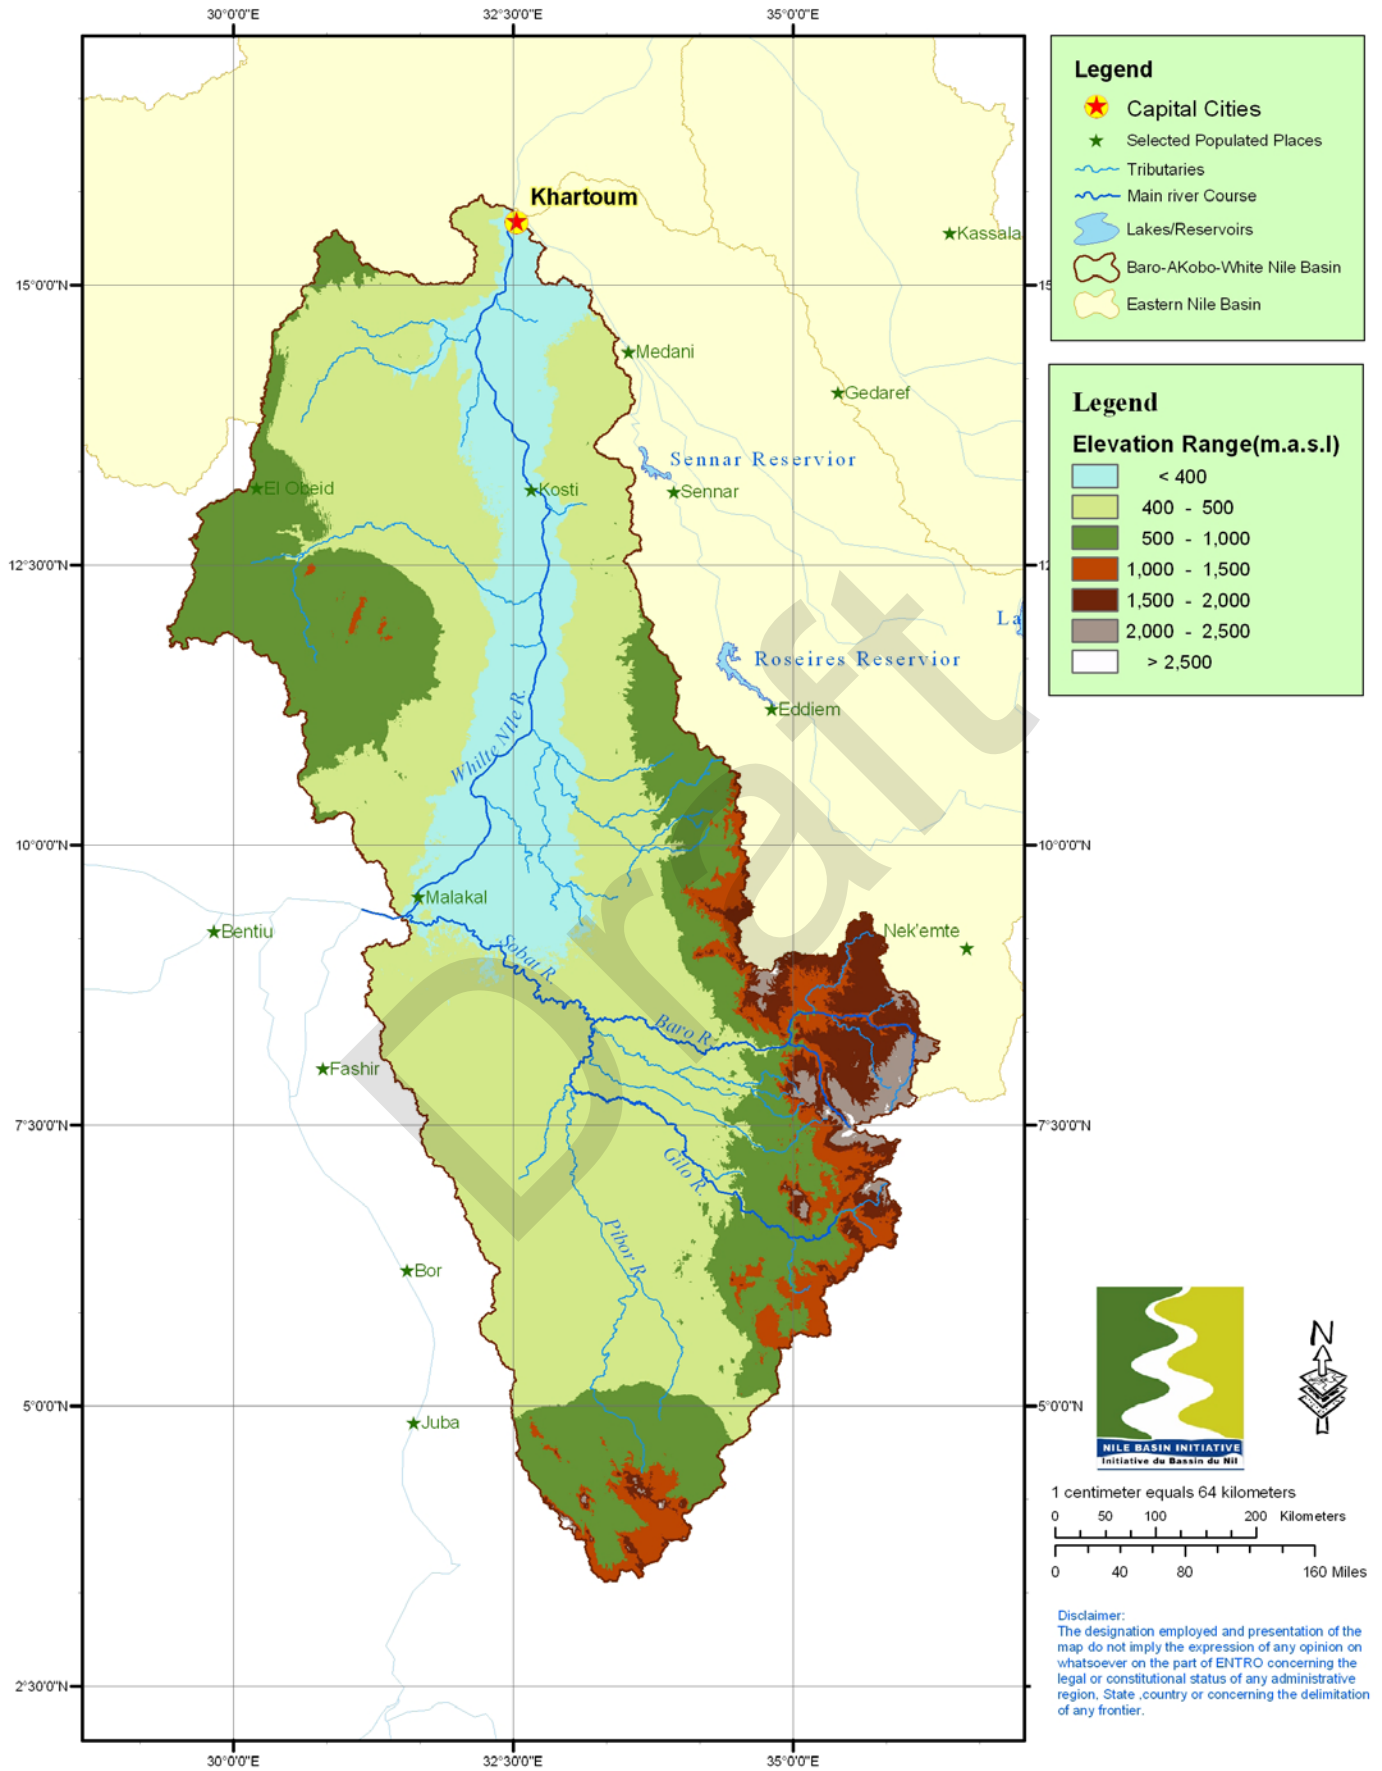 30°0'0"E
32°30'0"E
35°0'0"E
Khartoum
Kassala
15°0'0"N
15
Medani
Gedaref
Sennar Reservior
El Obeid
Kosti
Sennar
12°30'0"N
12
La
Roseires Reservior
Eddiem
Whilte NIle R.
10°0'0"N
10°0'0"N
Malakal
Bentiu
Nek'emte
Sobat R.
Baro R.
Fashir
7°30'0"N
7°30'0"N
Gilo R.
Pibor R.
Bor
5°0'0"N
5°0'0"N
Juba
2°30'0"N
30°0'0"E
32°30'0"E
35°0'0"E
Draft
Legend
Capital Cities
Selected Populated Places
Tributaries
Main river Course
Lakes/Reservoirs
Baro-AKobo-White Nile Basin
Eastern Nile Basin
Legend
Elevation Range(m.a.s.l)
< 400
400 - 500
500 - 1,000
1,000 - 1,500
1,500 - 2,000
2,000 - 2,500
> 2,500
N
NILE BASIN INITIATIVE
Initiative du Bassin du Nil
1 centimeter equals 64 kilometers
0 50 100 200 Kilometers
0 40 80 160 Miles
Disclaimer:
The designation employed and presentation of the
map do not imply the expression of any opinion on
whatsoever on the part of ENTRO concerning the
legal or constitutional status of any administrative
region, State ,country or concerning the delimitation
of any frontier.